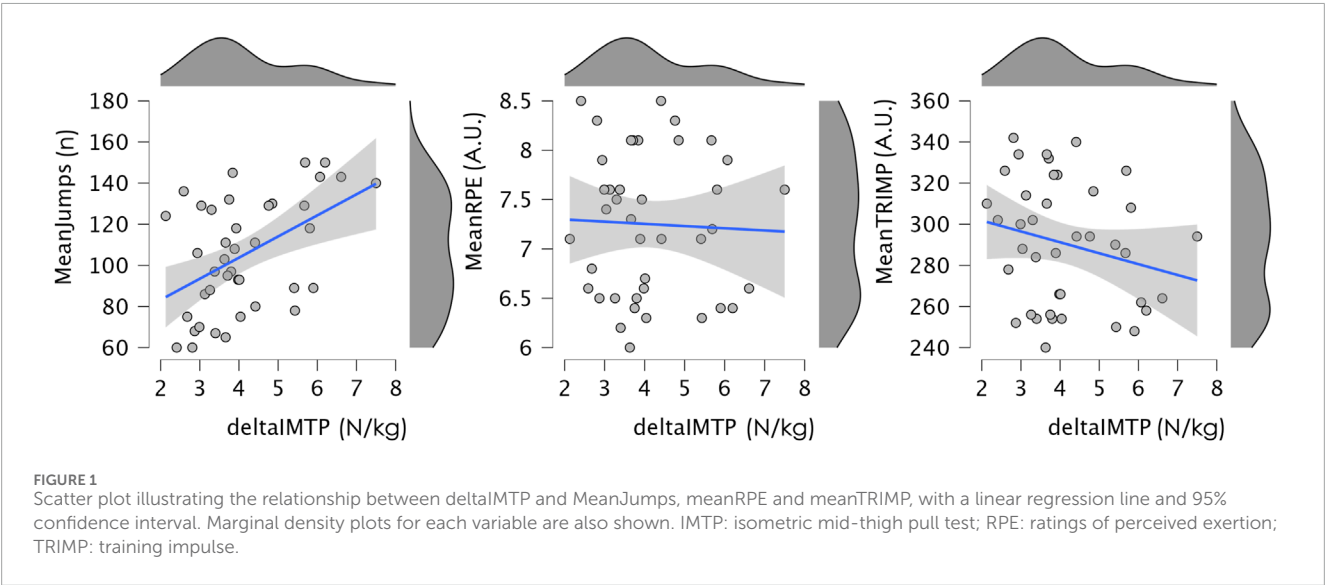 MeanJumps (n)
180
160
140
120
100
80
60
2 3 4 5 6 7 8
deltaIMTP (N/kg)
MeanRPE (A.U.)
8.5
8
7.5
7
6.5
6
2 3 4 5 6 7 8
deltaIMTP (N/kg)
MeanTRIMP (A.U.)
360
340
320
300
280
260
240
2 3 4 5 6 7 8
deltaIMTP (N/kg)
FIGURE 1
Scatter plot illustrating the relationship between deltaIMTP and MeanJumps, meanRPE and meanTRIMP, with a linear regression line and 95%
confidence interval. Marginal density plots for each variable are also shown. IMTP: isometric mid-thigh pull test; RPE: ratings of perceived exertion;
TRIMP: training impulse.